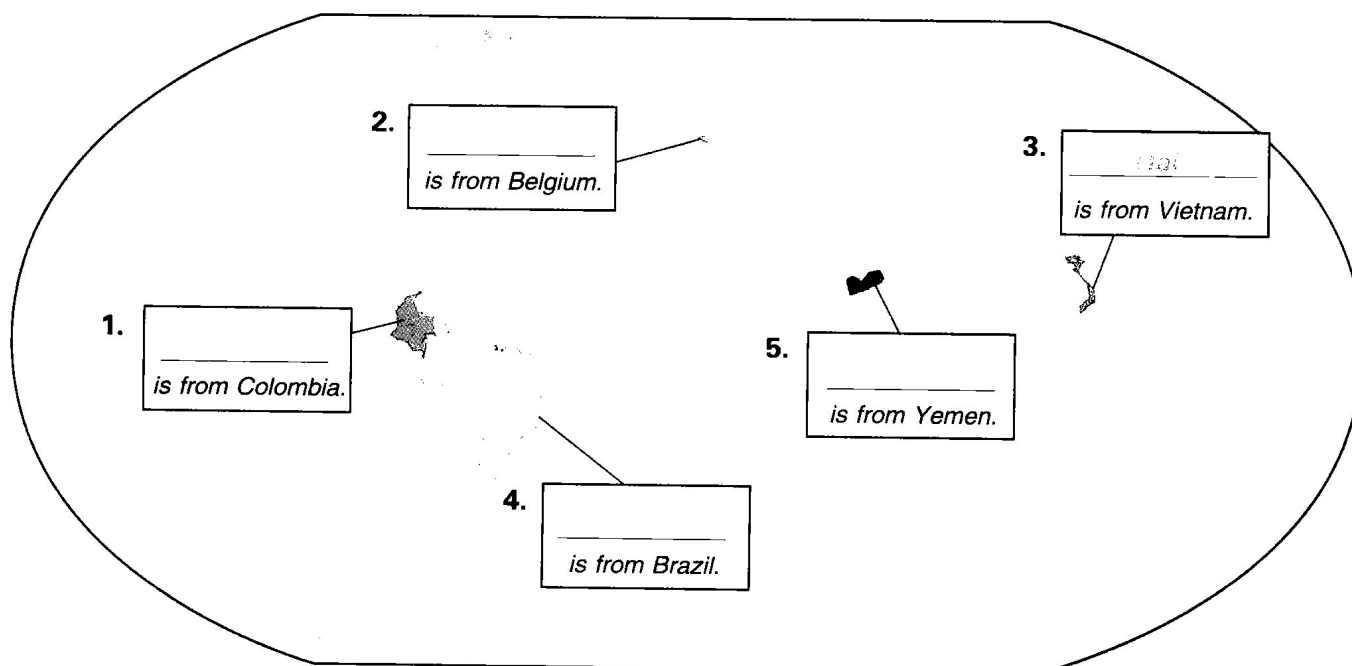 1.
is from Colombia.
2.
is from Belgium.
3.
is from Vietnam.
4.
is from Brazil.
5.
is from Yemen.